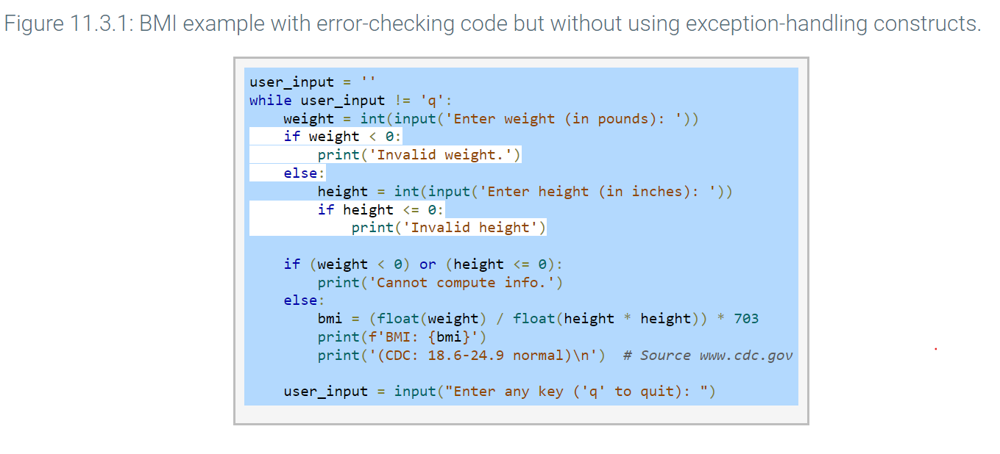 Figure 11.3.1: BMI example with error-checking code but without using exception-handling constructs.
user_input = ''
while user_input != 'q':
    weight = int(input('Enter weight (in pounds): '))
    if weight < 0:
        print('Invalid weight.')
    else:
        height = int(input('Enter height (in inches): '))
        if height <= 0:
            print('Invalid height')
    if (weight < 0) or (height <= 0):
        print('Cannot compute info.')
    else:
        bmi = (float(weight) / float(height * height)) * 703
        print(f'BMI: {bmi}')
        print('(CDC: 18.6-24.9 normal)\n')  # Source www.cdc.gov
    user_input = input("Enter any key ('q' to quit): ")